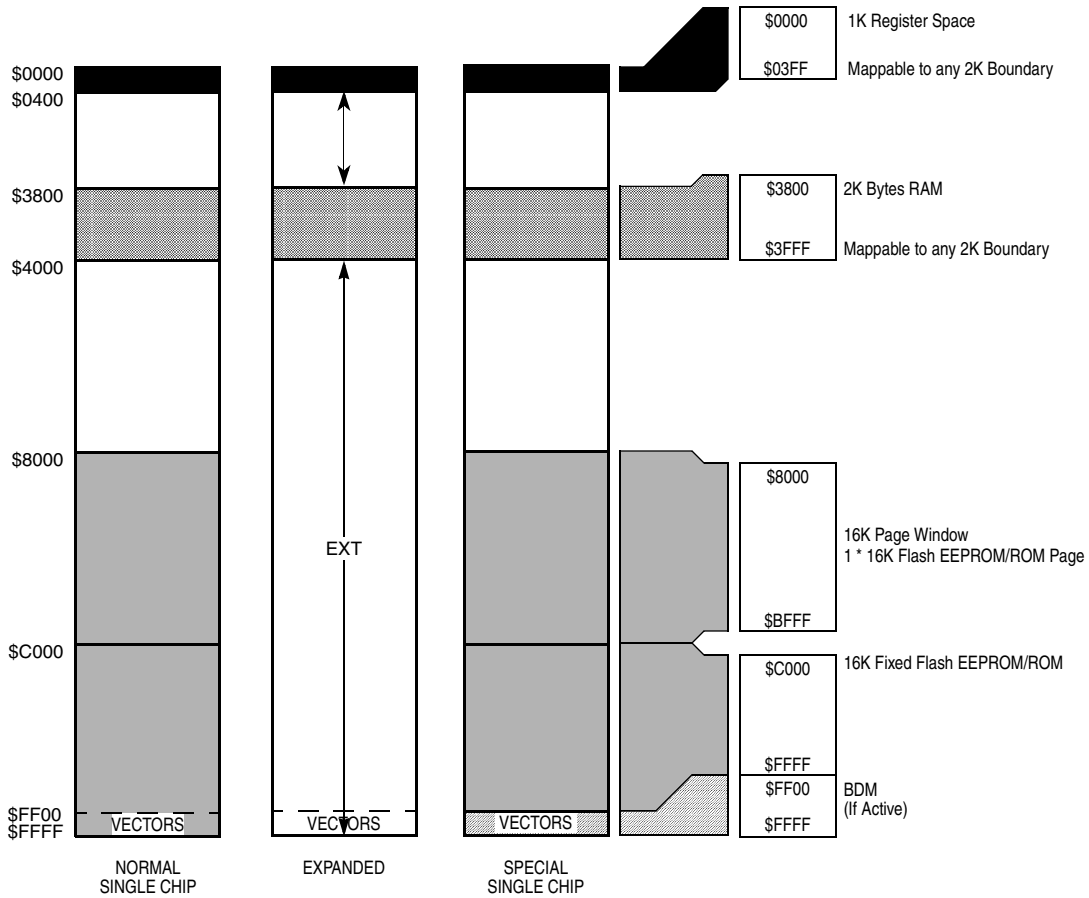 $0000
$0400
$3800
$4000
$8000
$C000
$FF00
$FFFF
VECTORS
NORMAL
SINGLE CHIP
EXT
VECTORS
EXPANDED
VECTORS
SPECIAL
SINGLE CHIP
$0000 1K Register Space
$03FF Mappable to any 2K Boundary
$3800 2K Bytes RAM
$3FFF Mappable to any 2K Boundary
$8000
16K Page Window
1 * 16K Flash EEPROM/ROM Page
$BFFF
$C000 16K Fixed Flash EEPROM/ROM
$FFFF
$FF00 BDM
(If Active)
$FFFF